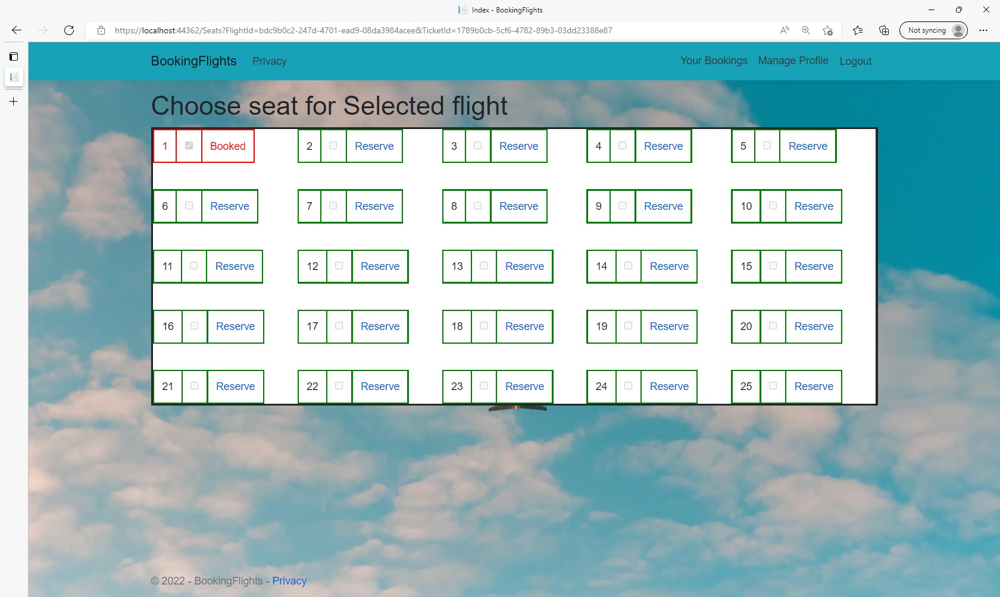 Index - BookingFlights
https://localhost:44362/Seats?FlightId=bdc9b0c2-247d-4701-ead9-08da3984acee&TicketId=1789b0cb-5cf6-4782-89b3-03dd23388e87
Not syncing
BookingFlights Privacy Your Bookings Manage Profile Logout
Choose seat for Selected flight
1 Booked 2 Reserve 3 Reserve 4 Reserve 5 Reserve
6 Reserve 7 Reserve 8 Reserve 9 Reserve 10 Reserve
11 Reserve 12 Reserve 13 Reserve 14 Reserve 15 Reserve
16 Reserve 17 Reserve 18 Reserve 19 Reserve 20 Reserve
21 Reserve 22 Reserve 23 Reserve 24 Reserve 25 Reserve
© 2022 - BookingFlights - Privacy